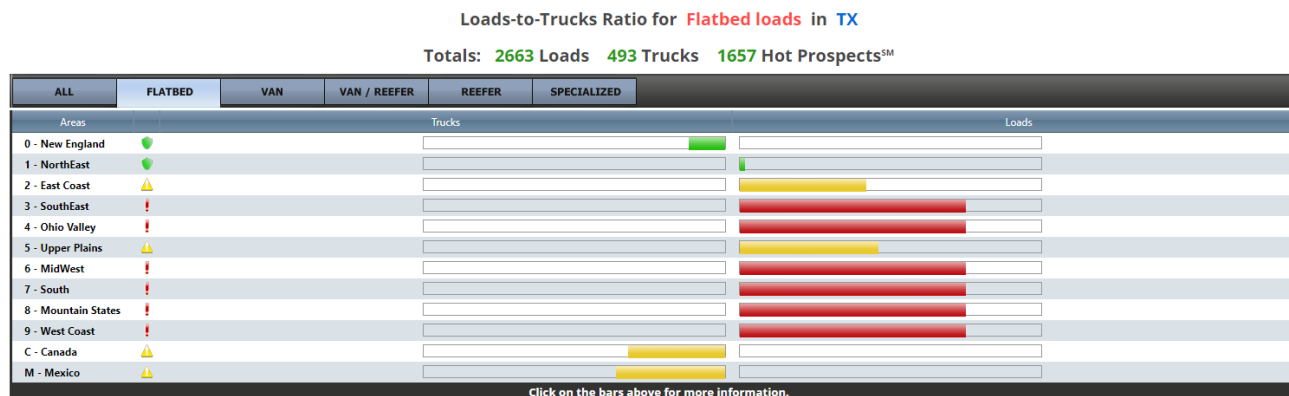 Loads-to-Trucks Ratio for Flatbed loads in TX
Totals: 2663 Loads 493 Trucks 1657 Hot Prospects℠
ALL FLATBED VAN VAN / REEFER REEFER SPECIALIZED
Areas Trucks Loads
0 - New England
1 - NorthEast
2 - East Coast
3 - SouthEast
4 - Ohio Valley
5 - Upper Plains
6 - MidWest
7 - South
8 - Mountain States
9 - West Coast
C - Canada
M - Mexico
Click on the bars above for more information.